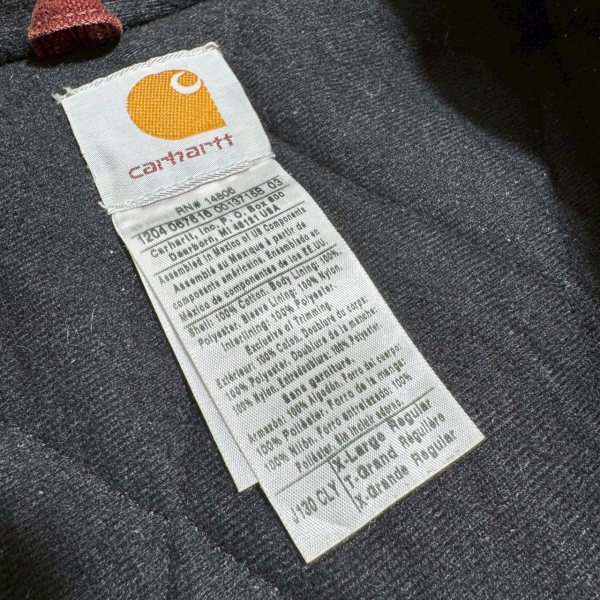 carhartt
RN# 14806
1204 067616 00137155 03
Carhartt, Inc. P. O. Box 600
Dearborn, MI 48121 USA
Assembled in Mexico of US Components
Assemblé au Mexique à partir de
composants américains. Ensamblado en
México de componentes de los EE.UU.
Shell: 100% Cotton. Body Lining: 100%
Polyester. Sleeve Lining: 100% Nylon.
Interlining: 100% Polyester.
Exclusive of Trimming.
Extérieur: 100% Coton. Doublure du corps:
100% Polyester. Doublure de la manche:
100% Nylon. Entredoublure: 100% Polyester.
Sans garniture.
Armazón: 100% Algodón. Forro del cuerpo:
100% Poliéster. Forro de la manga:
100% Nilón. Forro entrelazado: 100%
Poliéster. Sin incluir adornos.
J130 CLY
X-Large Regular
T-Grand Régulière
X-Grande Regular